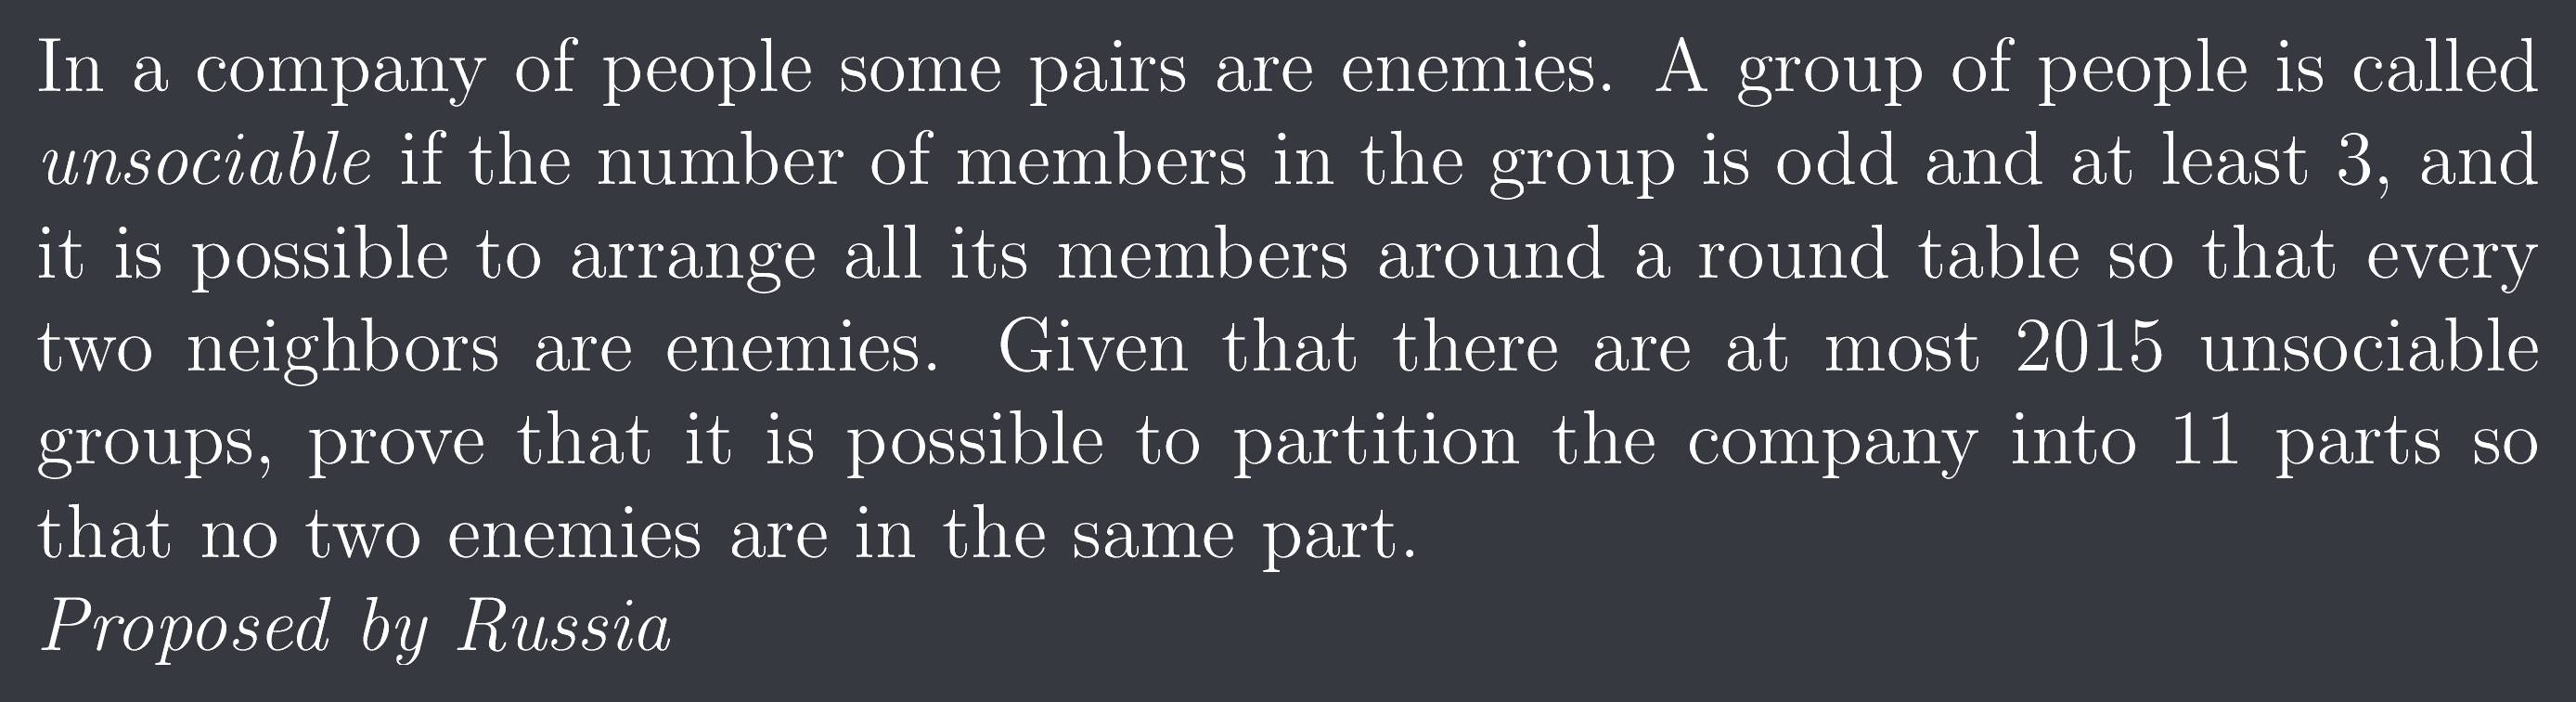 In a company of people some pairs are enemies. A group of people is called
unsociable if the number of members in the group is odd and at least 3, and
it is possible to arrange all its members around a round table so that every
two neighbors are enemies. Given that there are at most 2015 unsociable
groups, prove that it is possible to partition the company into 11 parts so
that no two enemies are in the same part.
Proposed by Russia